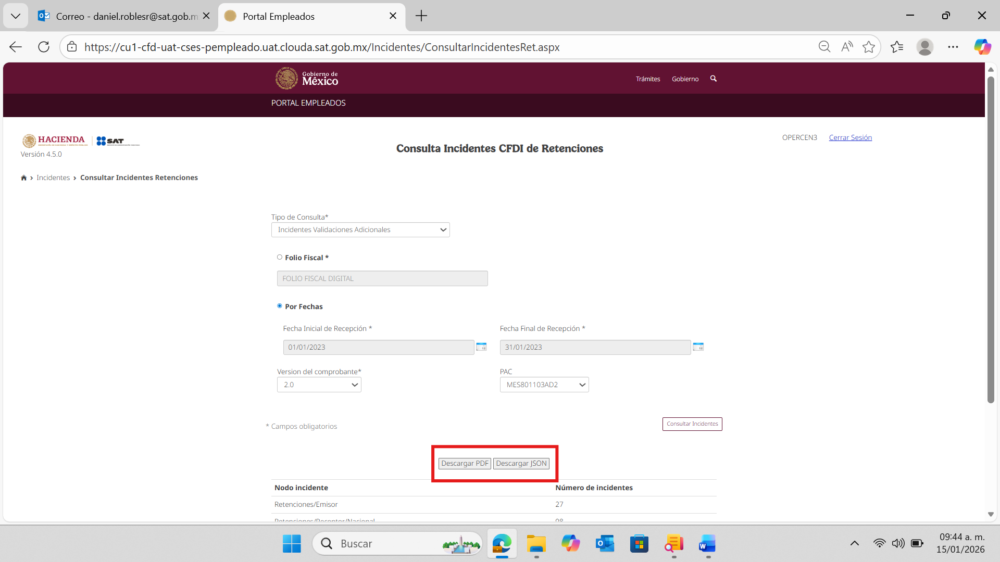 Correo - daniel.roblesr@sat.gob.m
Portal Empleados
https://cu1-cfd-uat-cses-pempleado.uat.clouda.sat.gob.mx/Incidentes/ConsultarIncidentesRet.aspx
Gobierno de
México
Trámites
Gobierno
PORTAL EMPLEADOS
HACIENDA
SAT
Versión 4.5.0
Consulta Incidentes CFDI de Retenciones
OPERCEN3
Cerrar Sesión
Incidentes
Consultar Incidentes Retenciones
Tipo de Consulta*
Incidentes Validaciones Adicionales
Folio Fiscal *
FOLIO FISCAL DIGITAL
Por Fechas
Fecha Inicial de Recepción *
Fecha Final de Recepción *
01/01/2023
31/01/2023
Version del comprobante*
PAC
2.0
MES801103AD2
* Campos obligatorios
Consultar Incidentes
Descargar PDF
Descargar JSON
Nodo incidente
Número de incidentes
Retenciones/Emisor
27
Retenciones/Receptor/Nacional
Buscar
09:44 a. m.
15/01/2026